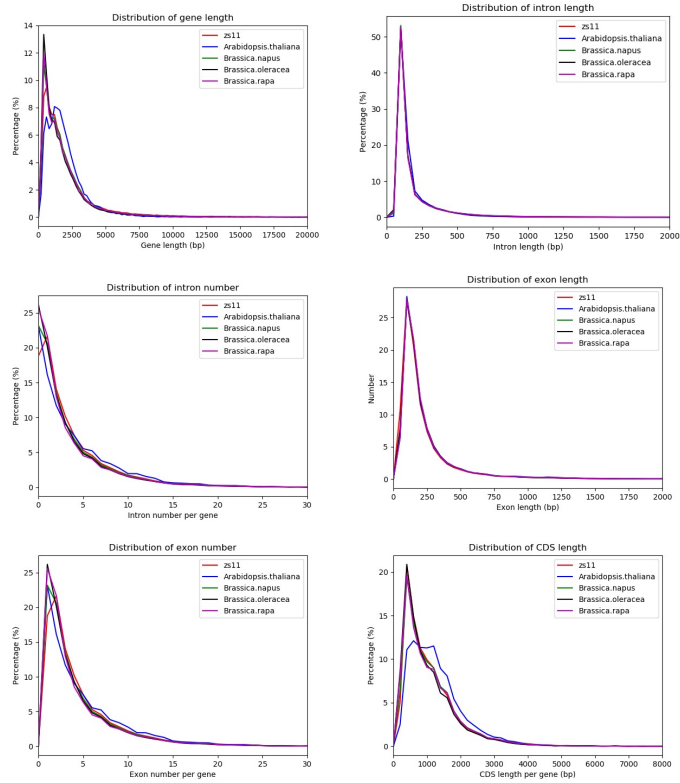 Distribution of gene length
14
12
10
8
6
4
2
0
Percentage (%)
zs11
Arabidopsis.thaliana
Brassica.napus
Brassica.oleracea
Brassica.rapa
0 2500 5000 7500 10000 12500 15000 17500 20000
Gene length (bp)
Distribution of intron length
50
40
30
20
10
0
Percentage (%)
zs11
Arabidopsis.thaliana
Brassica.napus
Brassica.oleracea
Brassica.rapa
0 250 500 750 1000 1250 1500 1750 2000
Intron length (bp)
Distribution of intron number
25
20
15
10
5
0
Percentage (%)
zs11
Arabidopsis.thaliana
Brassica.napus
Brassica.oleracea
Brassica.rapa
0 5 10 15 20 25 30
Intron number per gene
Distribution of exon length
25
20
15
10
5
0
Number
zs11
Arabidopsis.thaliana
Brassica.napus
Brassica.oleracea
Brassica.rapa
0 250 500 750 1000 1250 1500 1750 2000
Exon length (bp)
Distribution of exon number
25
20
15
10
5
0
Percentage (%)
zs11
Arabidopsis.thaliana
Brassica.napus
Brassica.oleracea
Brassica.rapa
0 5 10 15 20 25 30
Exon number per gene
Distribution of CDS length
20
15
10
5
0
Percentage (%)
zs11
Arabidopsis.thaliana
Brassica.napus
Brassica.oleracea
Brassica.rapa
0 1000 2000 3000 4000 5000 6000 7000 8000
CDS length per gene (bp)